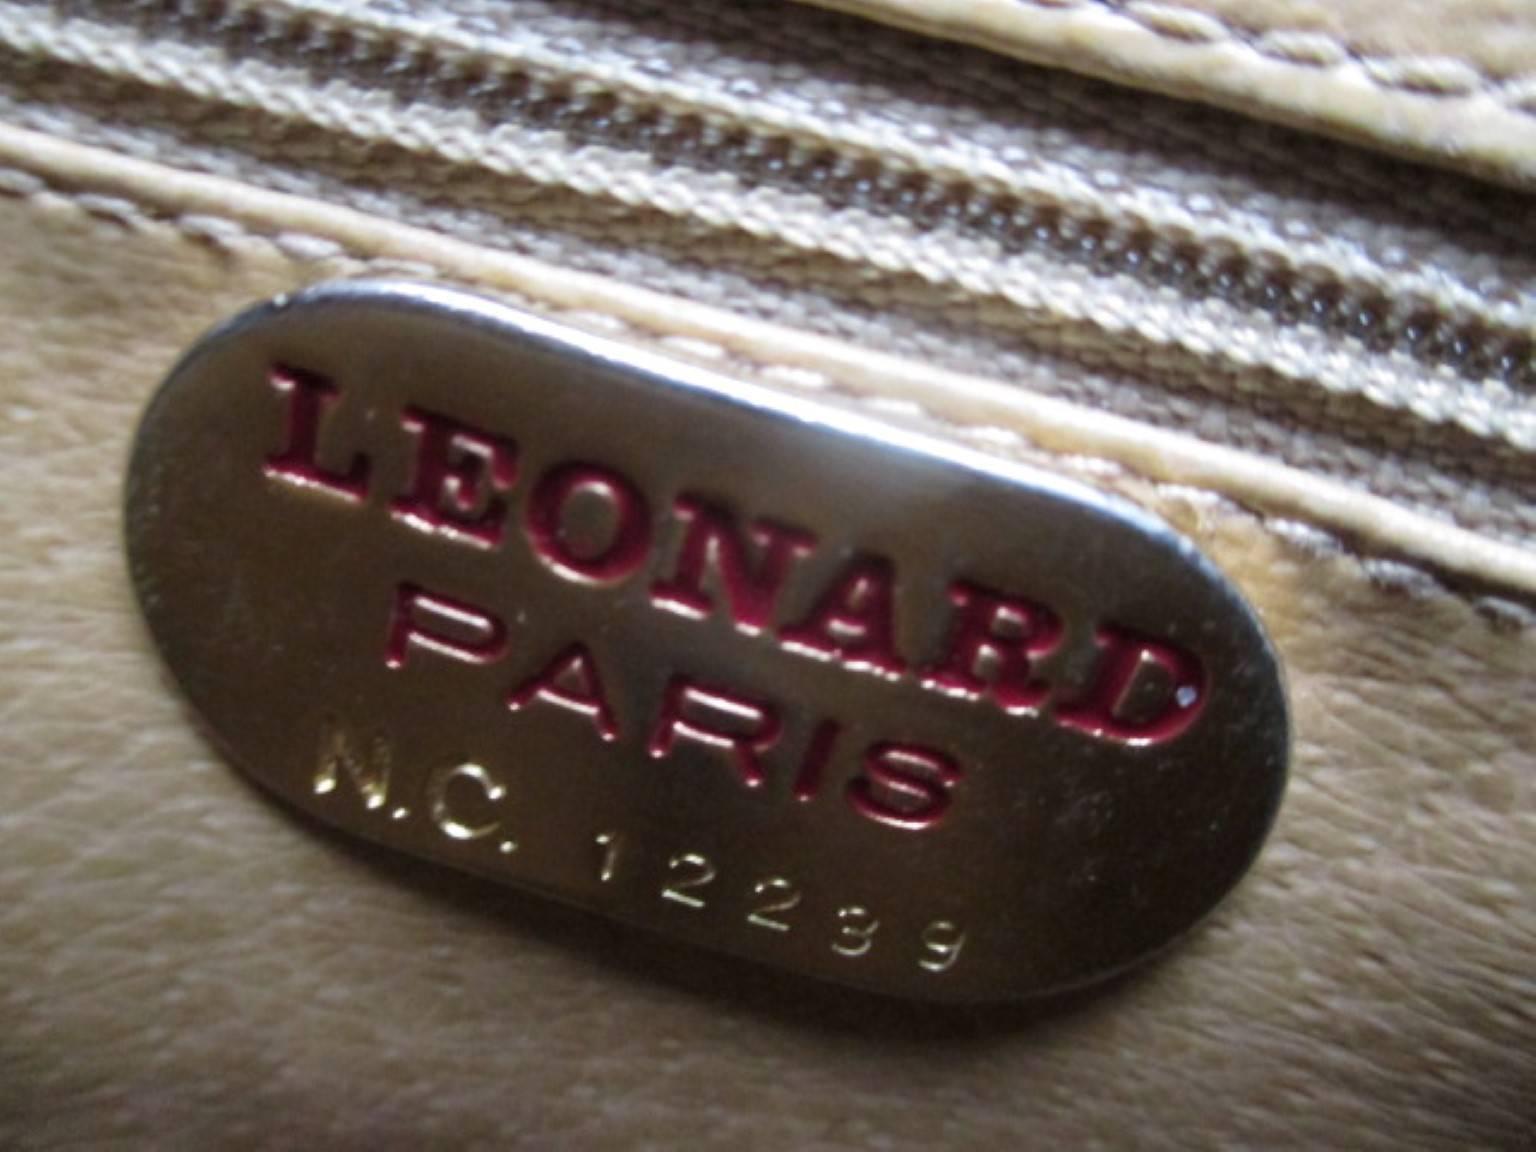 LEONARD
PARIS
N.C. 12239